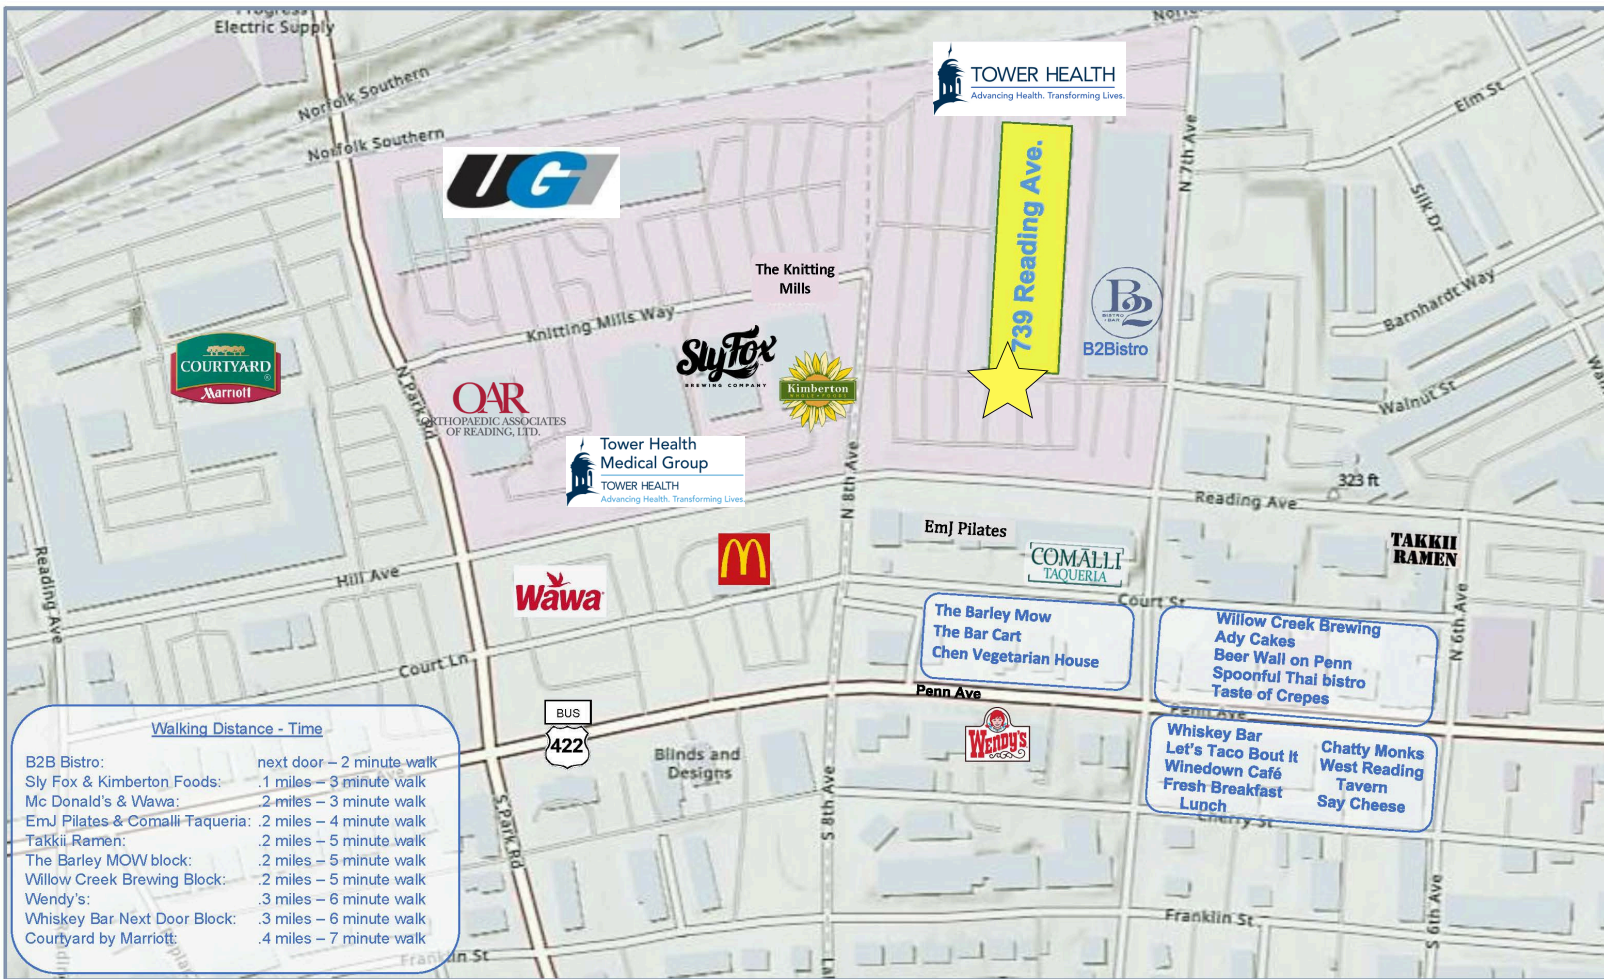 Progress
Electric Supply
Norfolk Southern
Norfolk Southern
TOWER HEALTH
Advancing Health. Transforming Lives.
Elm St
N 7th Ave
Silk Dr
UGI
739 Reading Ave.
The Knitting
Mills
Knitting Mills Way
B2
BISTRO + BAR
B2Bistro
Barnhardt Way
Walnut St
COURTYARD
Marriott
N Park Rd
OAR
ORTHOPAEDIC ASSOCIATES
OF READING, LTD.
Sly Fox
BREWING COMPANY
Kimberton
WHOLE FOODS
Tower Health
Medical Group
TOWER HEALTH
Advancing Health. Transforming Lives.
N 8th Ave
Reading Ave
323 ft
EmJ Pilates
COMALLI
TAQUERIA
TAKKII
RAMEN
Reading Ave
Hill Ave
Wawa
Court St
N 6th Ave
Court Ln
The Barley Mow
The Bar Cart
Chen Vegetarian House
Willow Creek Brewing
Ady Cakes
Beer Wall on Penn
Spoonful Thai bistro
Taste of Crepes
Penn Ave
Penn Ave
BUS
422
Wendy's
Blinds and
Designs
Whiskey Bar
Let's Taco Bout It
Winedown Café
Fresh Breakfast
Lunch
Chatty Monks
West Reading
Tavern
Say Cheese
Cherry St
S Park Rd
S 8th Ave
S 6th Ave
Franklin St
Franklin St
Walking Distance - Time
B2B Bistro: next door – 2 minute walk
Sly Fox & Kimberton Foods: .1 miles – 3 minute walk
Mc Donald's & Wawa: .2 miles – 3 minute walk
EmJ Pilates & Comalli Taqueria: .2 miles – 4 minute walk
Takkii Ramen: .2 miles – 5 minute walk
The Barley MOW block: .2 miles – 5 minute walk
Willow Creek Brewing Block: .2 miles – 5 minute walk
Wendy's: .3 miles – 6 minute walk
Whiskey Bar Next Door Block: .3 miles – 6 minute walk
Courtyard by Marriott: .4 miles – 7 minute walk